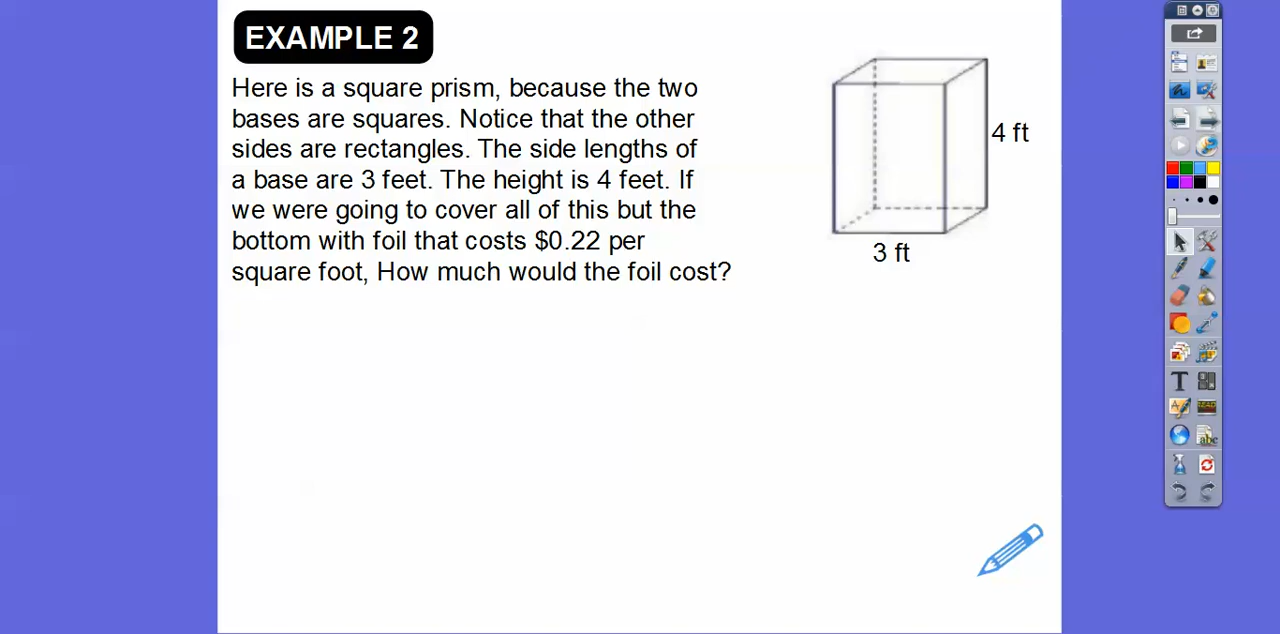 EXAMPLE 2
Here is a square prism, because the two
bases are squares. Notice that the other
sides are rectangles. The side lengths of
a base are 3 feet. The height is 4 feet. If
we were going to cover all of this but the
bottom with foil that costs $0.22 per
square foot, How much would the foil cost?
4 ft
3 ft